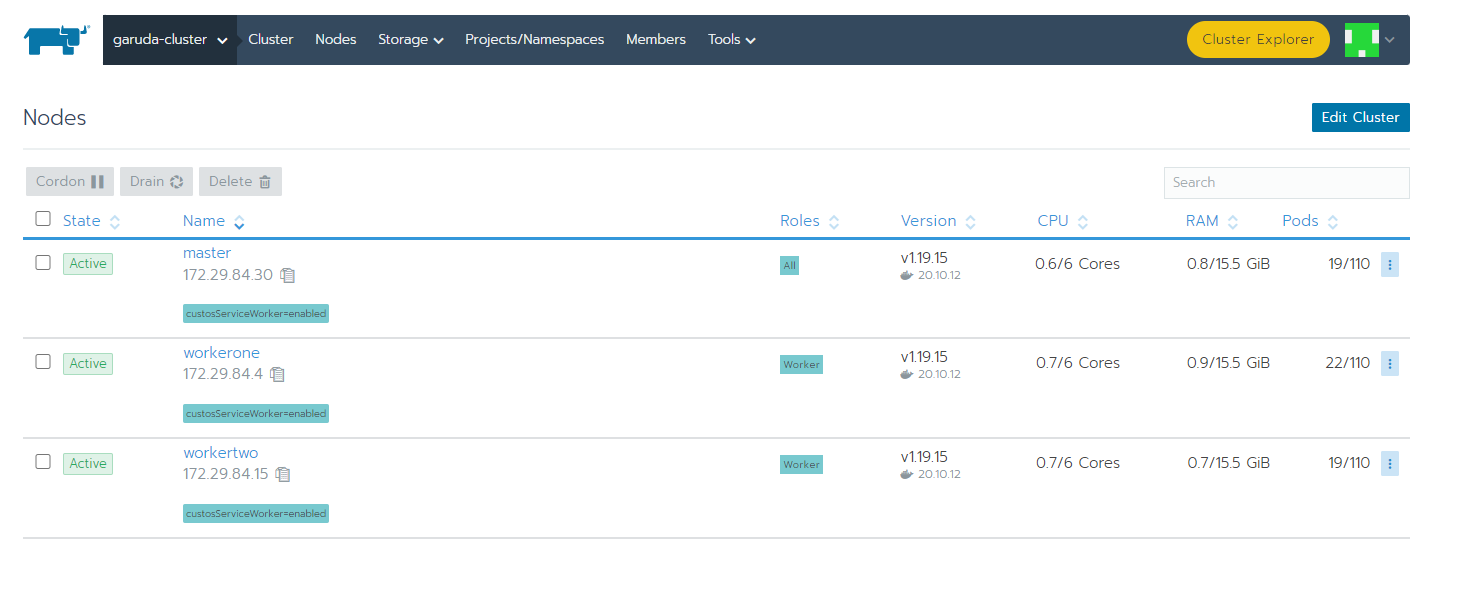 garuda-cluster Cluster Nodes Storage Projects/Namespaces Members Tools Cluster Explorer
Nodes Edit Cluster
Cordon Drain Delete Search
State Name Roles Version CPU RAM Pods
Active master All v1.19.15 0.6/6 Cores 0.8/15.5 GiB 19/110
172.29.84.30 20.10.12
custosServiceWorker=enabled
Active workerone Worker v1.19.15 0.7/6 Cores 0.9/15.5 GiB 22/110
172.29.84.4 20.10.12
custosServiceWorker=enabled
Active workertwo Worker v1.19.15 0.7/6 Cores 0.7/15.5 GiB 19/110
172.29.84.15 20.10.12
custosServiceWorker=enabled